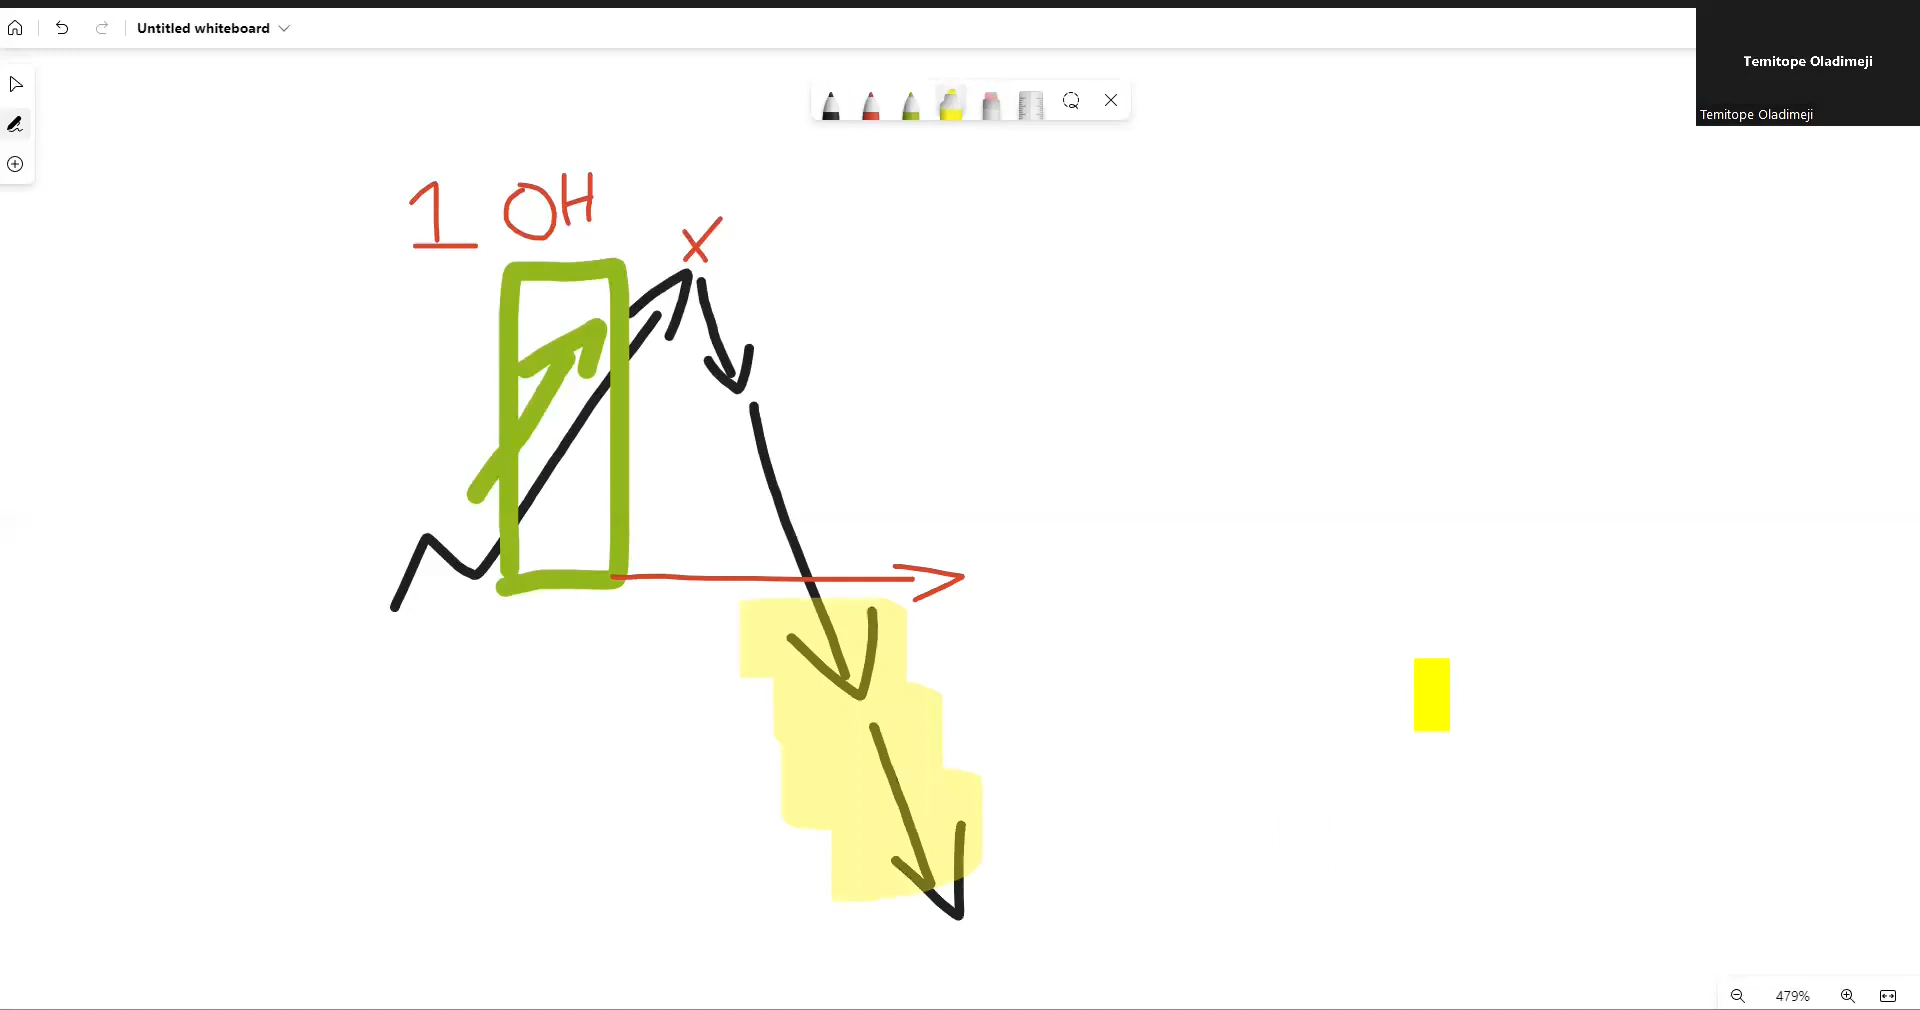 Untitled whiteboard
Temitope Oladimeji
Temitope Oladimeji
1 OH
X
479%